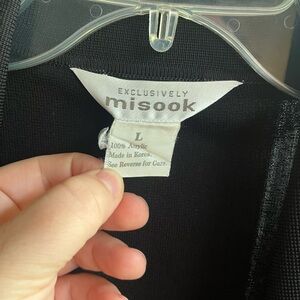 EXCLUSIVELY
misook
L
100% Acrylic
Made in Korea
See Reverse for Care